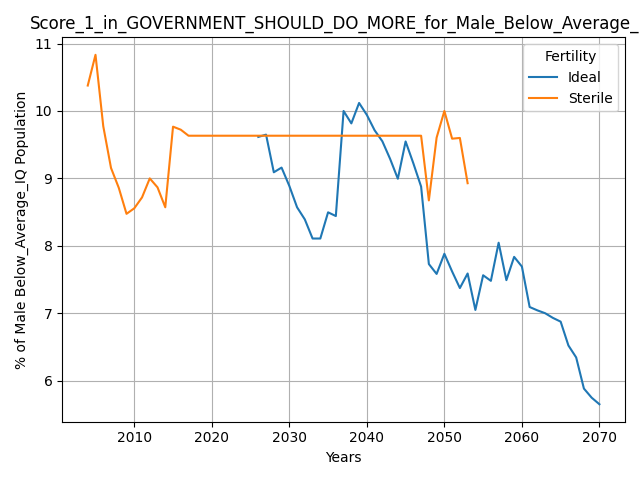 Score_1_in_GOVERNMENT_SHOULD_DO_MORE_for_Male_Below_Average_
Fertility
Ideal
Sterile
% of Male Below_Average_IQ Population
11
10
9
8
7
6
2010 2020 2030 2040 2050 2060 2070
Years